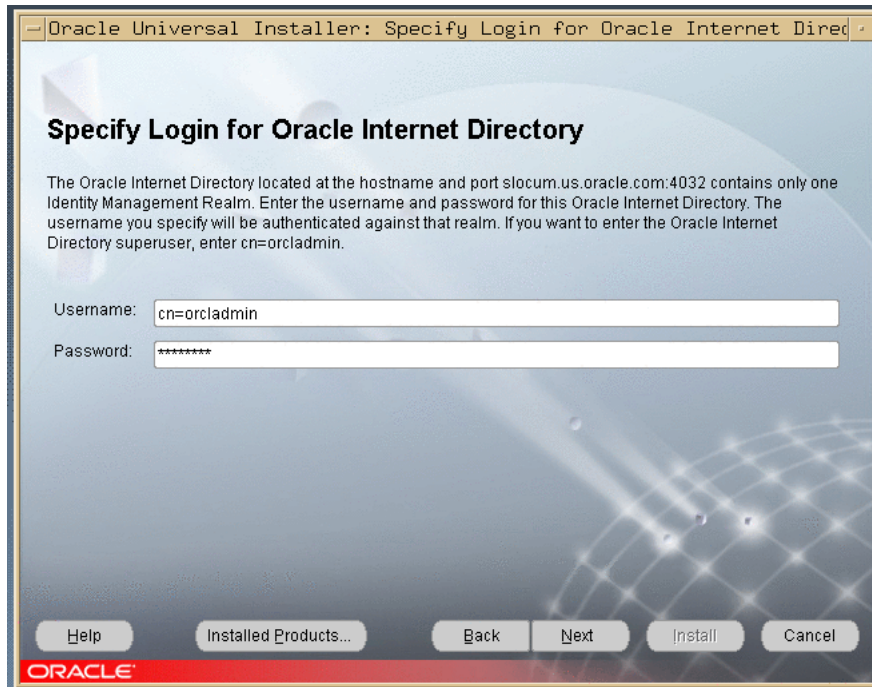 Oracle Universal Installer: Specify Login for Oracle Internet Direc
Specify Login for Oracle Internet Directory
The Oracle Internet Directory located at the hostname and port slocum.us.oracle.com:4032 contains only one
Identity Management Realm. Enter the username and password for this Oracle Internet Directory. The
username you specify will be authenticated against that realm. If you want to enter the Oracle Internet
Directory superuser, enter cn=orcladmin.
Username: cn=orcladmin
Password: ********
Help Installed Products... Back Next Install Cancel
ORACLE